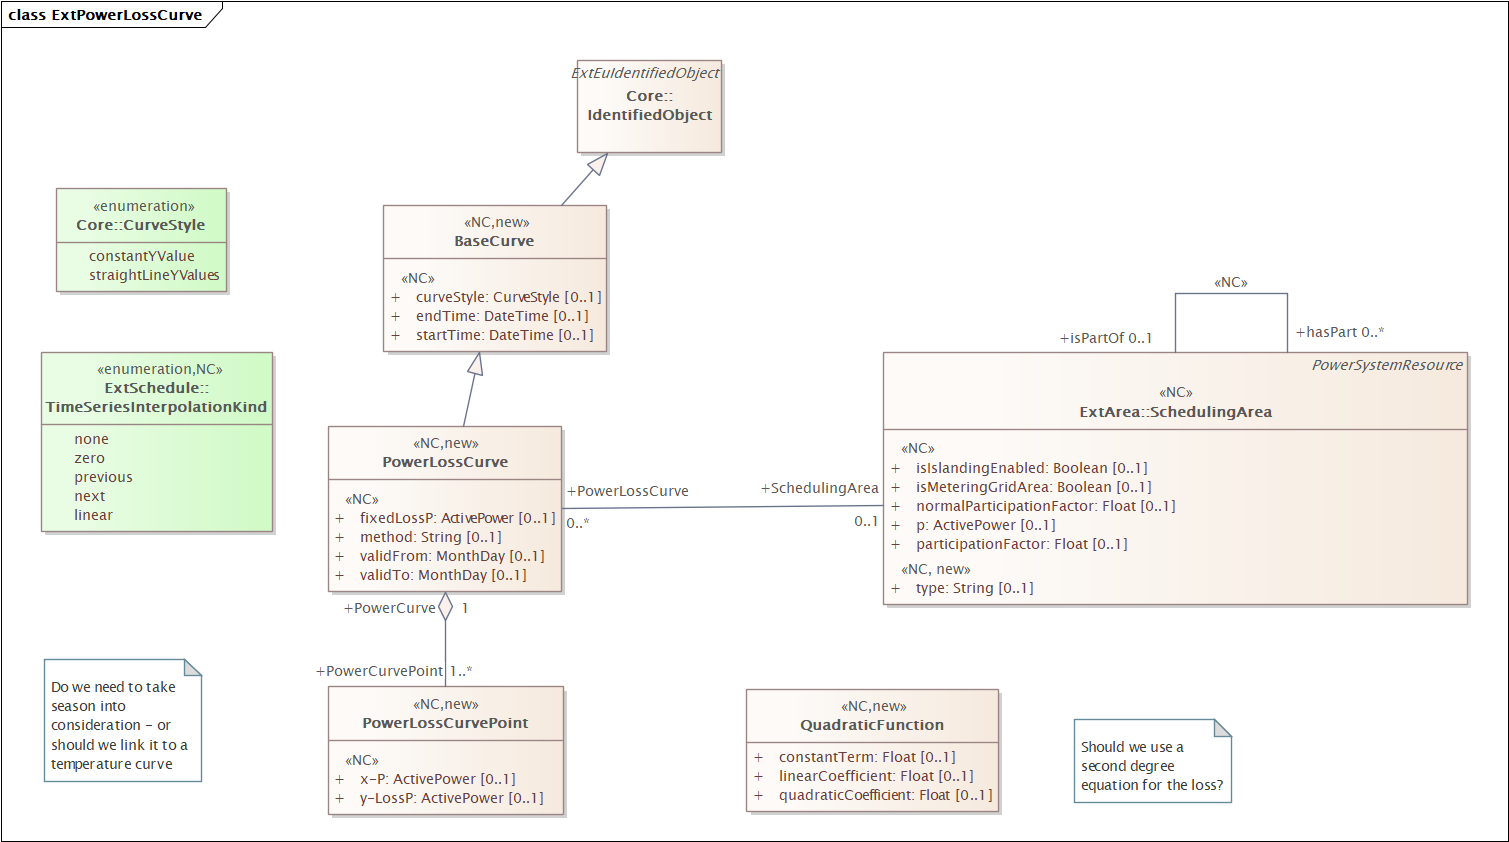 class ExtPowerLossCurve
ExtEuIdentifiedObject
Core::
IdentifiedObject
«enumeration»
Core::CurveStyle
constantYValue
straightLineYValues
«NC,new»
BaseCurve
«NC»
+ curveStyle: CurveStyle [0..1]
+ endTime: DateTime [0..1]
+ startTime: DateTime [0..1]
«enumeration,NC»
ExtSchedule::
TimeSeriesInterpolationKind
none
zero
previous
next
linear
«NC»
+isPartOf 0..1
+hasPart 0..*
PowerSystemResource
«NC»
ExtArea::SchedulingArea
«NC»
+ isIslandingEnabled: Boolean [0..1]
+ isMeteringGridArea: Boolean [0..1]
+ normalParticipationFactor: Float [0..1]
+ p: ActivePower [0..1]
+ participationFactor: Float [0..1]
«NC, new»
+ type: String [0..1]
«NC,new»
PowerLossCurve
«NC»
+ fixedLossP: ActivePower [0..1]
+ method: String [0..1]
+ validFrom: MonthDay [0..1]
+ validTo: MonthDay [0..1]
+PowerLossCurve
0..*
+SchedulingArea
0..1
+PowerCurve 1
+PowerCurvePoint 1..*
«NC,new»
PowerLossCurvePoint
«NC»
+ x-P: ActivePower [0..1]
+ y-LossP: ActivePower [0..1]
Do we need to take
season into
consideration - or
should we link it to a
temperature curve
«NC,new»
QuadraticFunction
+ constantTerm: Float [0..1]
+ linearCoefficient: Float [0..1]
+ quadraticCoefficient: Float [0..1]
Should we use a
second degree
equation for the loss?